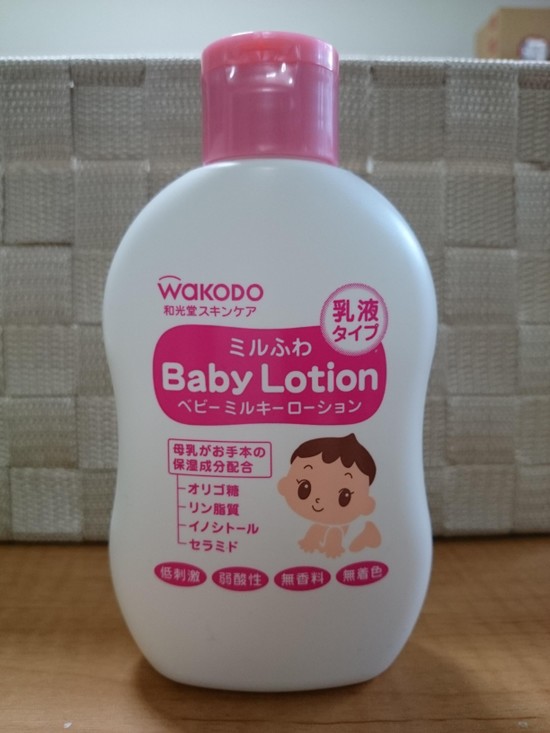 WAKODO
和光堂スキンケア
乳液
タイプ
ミルふわ
Baby Lotion
ベビーミルキーローション
母乳がお手本の
保湿成分配合
オリゴ糖
リン脂質
イノシトール
セラミド
低刺激 弱酸性 無香料 無着色